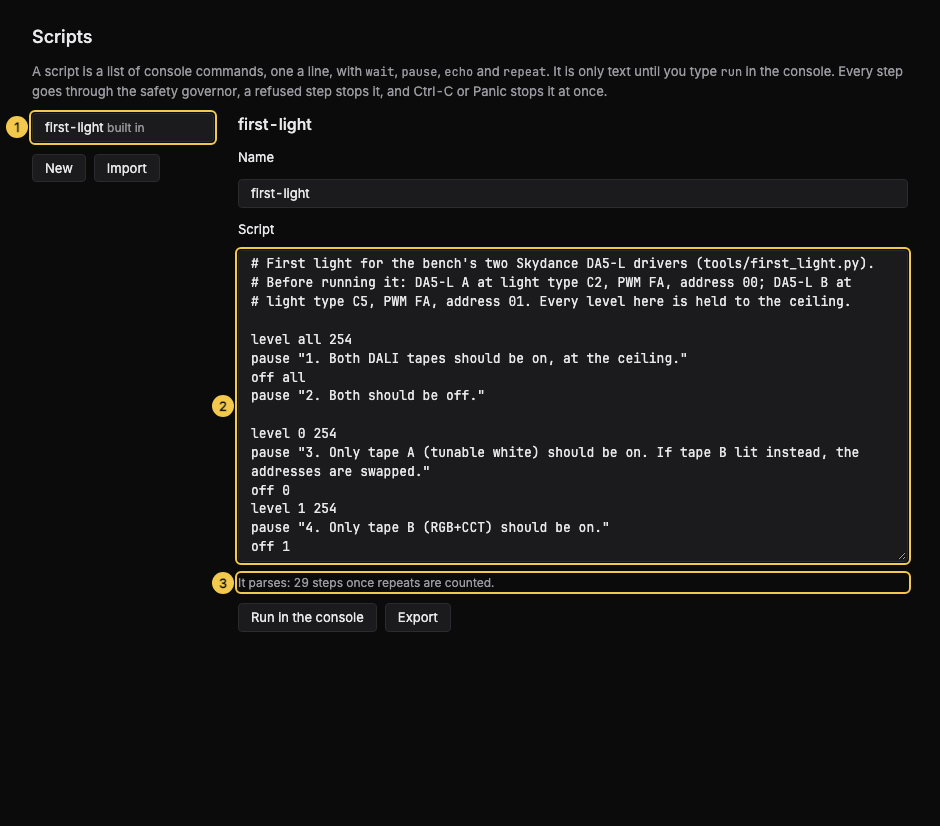 Scripts
A script is a list of console commands, one a line, with wait, pause, echo and repeat. It is only text until you type run in the console. Every step
goes through the safety governor, a refused step stops it, and Ctrl-C or Panic stops it at once.
1
first-light built in
New
Import
first-light
Name
first-light
Script
# First light for the bench's two Skydance DA5-L drivers (tools/first_light.py).
# Before running it: DA5-L A at light type C2, PWM FA, address 00; DA5-L B at
# light type C5, PWM FA, address 01. Every level here is held to the ceiling.
level all 254
pause "1. Both DALI tapes should be on, at the ceiling."
off all
pause "2. Both should be off."
2
level 0 254
pause "3. Only tape A (tunable white) should be on. If tape B lit instead, the
addresses are swapped."
off 0
level 1 254
pause "4. Only tape B (RGB+CCT) should be on."
off 1
3
It parses: 29 steps once repeats are counted.
Run in the console
Export